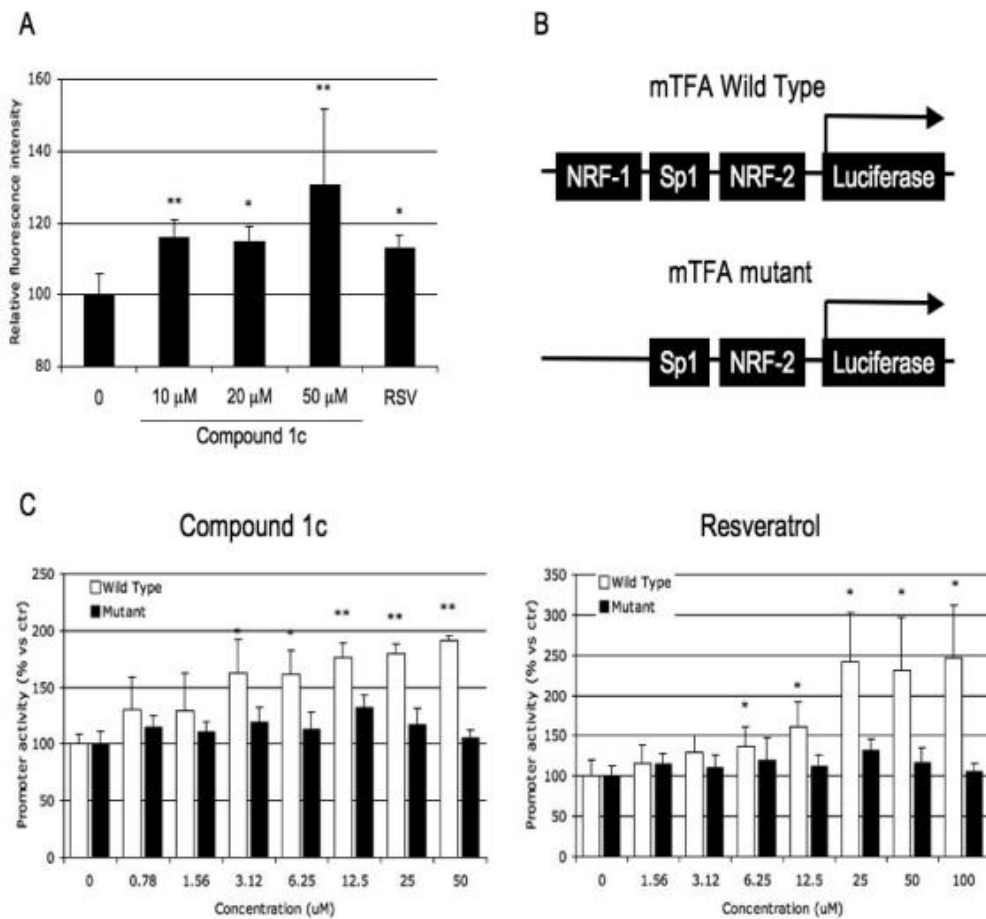 A
Relative fluorescence intensity
160
140
120
100
80
**
*
**
*
0 10 μM 20 μM 50 μM RSV
Compound 1c
B
mTFA Wild Type
NRF-1 Sp1 NRF-2 Luciferase
mTFA mutant
Sp1 NRF-2 Luciferase
C
Compound 1c
Promoter activity (% vs ctr)
250
200
150
100
50
0
Wild Type
Mutant
* * ** ** **
0 0.78 1.56 3.12 6.25 12.5 25 50
Concentration (uM)
Resveratrol
Promoter activity (% vs ctr)
350
300
250
200
150
100
50
0
Wild Type
Mutant
* * * * *
0 1.56 3.12 6.25 12.5 25 50 100
Concentration (uM)